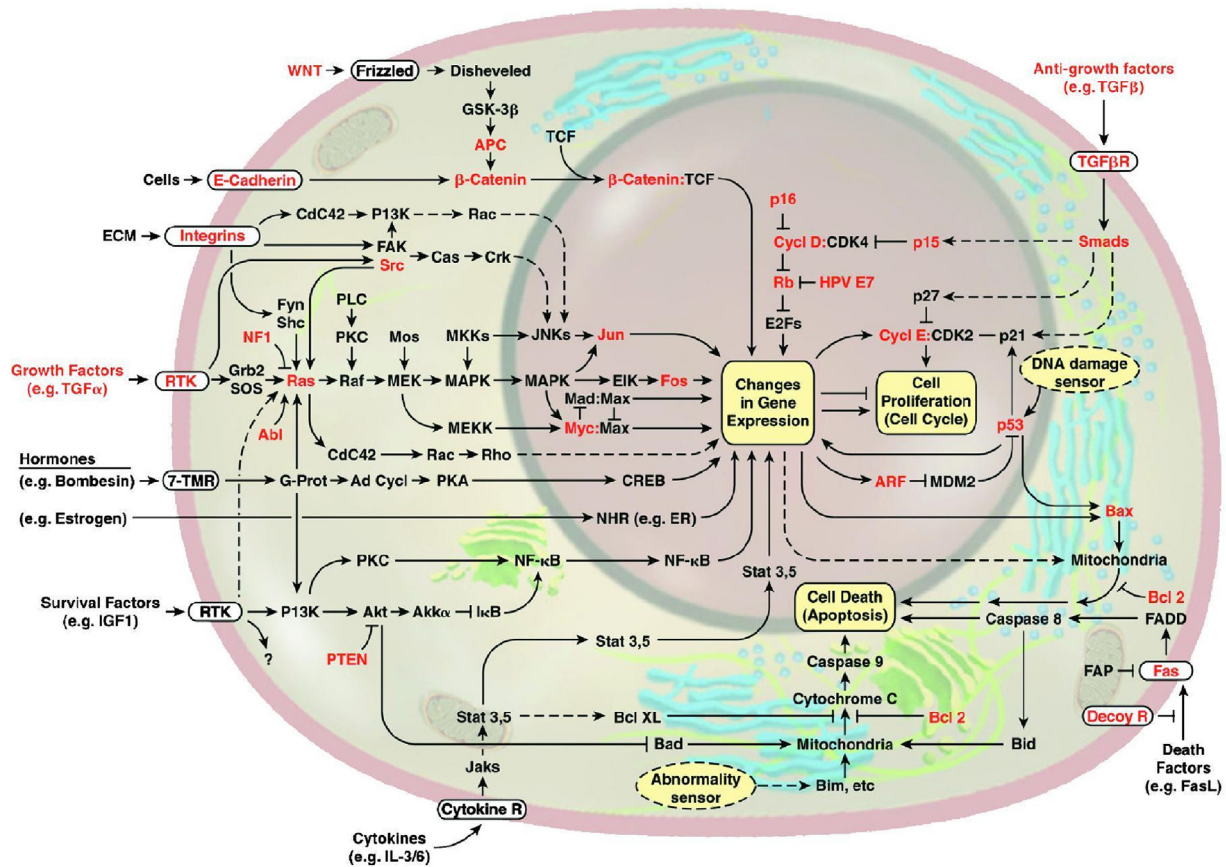 WNT
Frizzled
Disheveled
GSK-3β
APC
TCF
Cells
E-Cadherin
β-Catenin
β-Catenin:TCF
Anti-growth factors
(e.g. TGFβ)
TGFβR
Smads
p16
Cycl D:CDK4
p15
Rb
HPV E7
E2Fs
p27
Cycl E:CDK2
p21
DNA damage
sensor
ECM
Integrins
CdC42
P13K
Rac
FAK
Src
Cas
Crk
Fyn
Shc
PLC
NF1
PKC
Mos
MKKs
JNKs
Jun
Growth Factors
(e.g. TGFα)
RTK
Grb2
SOS
Ras
Raf
MEK
MAPK
MAPK
ElK
Fos
Mad:Max
Abl
MEKK
Myc:Max
CdC42
Rac
Rho
Changes
in Gene
Expression
Cell
Proliferation
(Cell Cycle)
p53
ARF
MDM2
Bax
Hormones
(e.g. Bombesin)
7-TMR
G-Prot
Ad Cycl
PKA
CREB
(e.g. Estrogen)
NHR (e.g. ER)
PKC
NF-κB
NF-κB
Stat 3,5
Mitochondria
Survival Factors
(e.g. IGF1)
RTK
P13K
Akt
Akkα
IκB
?
PTEN
Cell Death
(Apoptosis)
Bcl 2
Caspase 8
FADD
Stat 3,5
Caspase 9
FAP
Fas
Cytochrome C
Stat 3,5
Bcl XL
Bcl 2
Decoy R
Bad
Mitochondria
Bid
Death
Factors
(e.g. FasL)
Jaks
Abnormality
sensor
Bim, etc
Cytokine R
Cytokines
(e.g. IL-3/6)